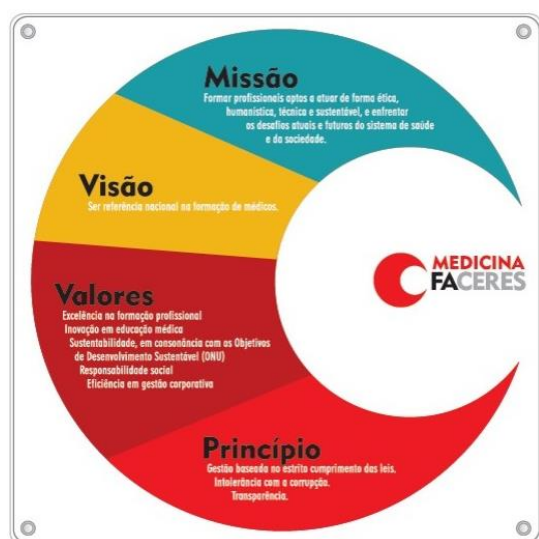 Missão
Formar profissionais aptos a atuar de forma ética,
humanística, técnica e sustentável, e enfrentar
os desafios atuais e futuros do sistema de saúde
e da sociedade.
Visão
Ser referência nacional na formação de médicos.
MEDICINA
FACERES
Valores
Excelência na formação profissional
Inovação em educação médica
Sustentabilidade, em consonância com os Objetivos
de Desenvolvimento Sustentável (ONU)
Responsabilidade social
Eficiência em gestão corporativa
Princípio
Gestão baseada no estrito cumprimento das leis.
Intolerância com a corrupção.
Transparência.